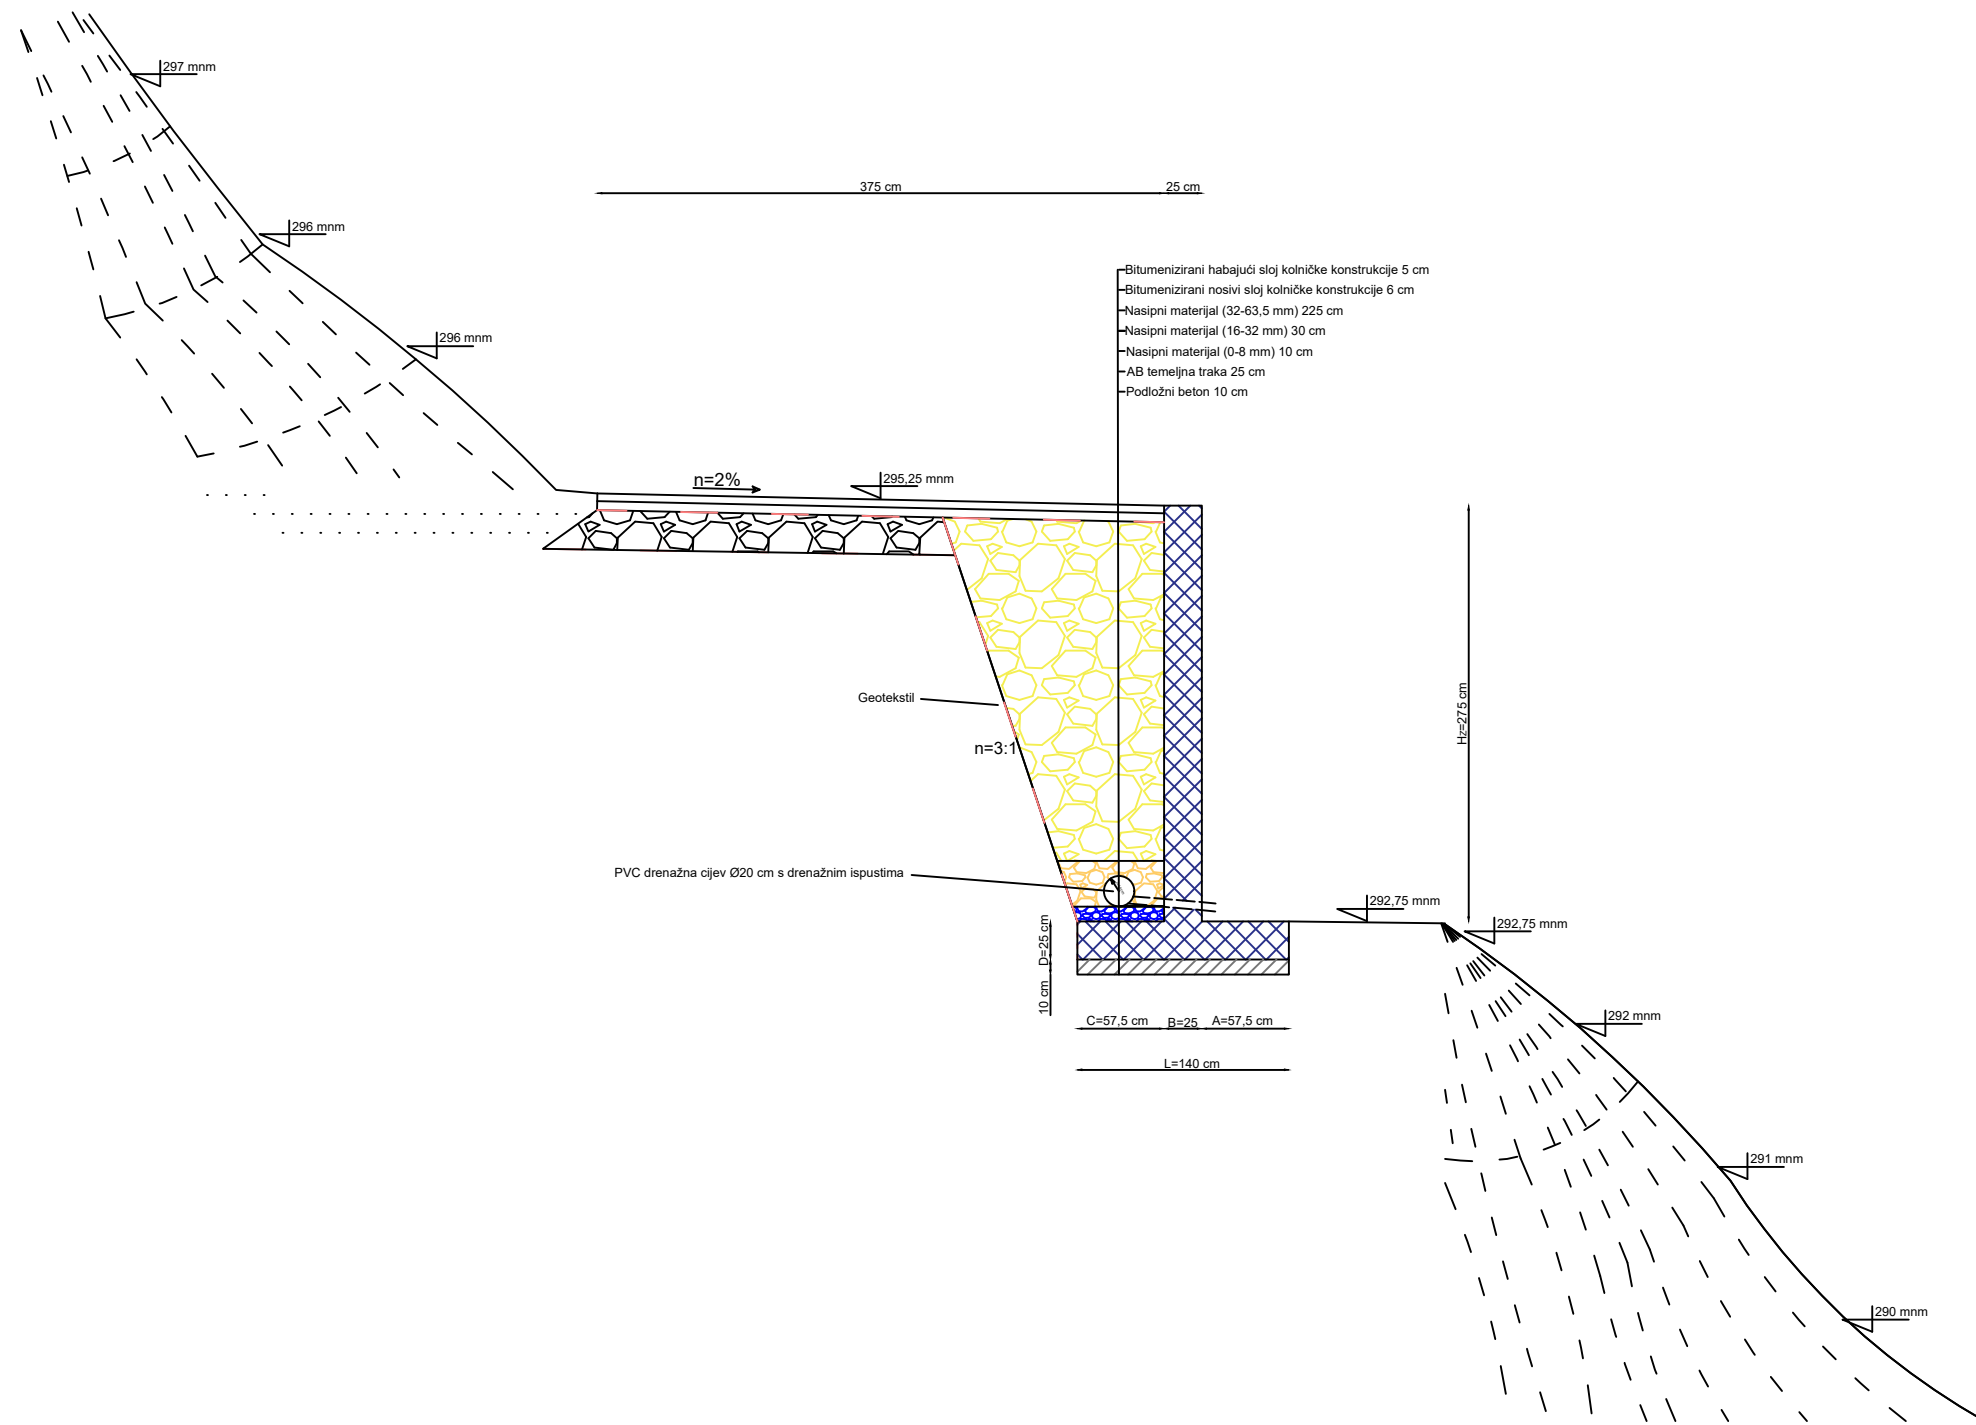 297 mnm
375 cm
25 cm
296 mnm
Bitumenizirani habajući sloj kolničke konstrukcije 5 cm
Bitumenizirani nosivi sloj kolničke konstrukcije 6 cm
Nasipni materijal (32-63,5 mm) 225 cm
Nasipni materijal (16-32 mm) 30 cm
296 mnm
Nasipni materijal (0-8 mm) 10 cm
AB temeljna traka 25 cm
Podložni beton 10 cm
n=2%
295,25 mnm
Geotekstil
Hz=275 cm
n=3:1
PVC drenažna cijev Ø20 cm s drenažnim ispustima
292,75 mnm
292,75 mnm
D=25 cm
10 cm
C=57,5 cm
B=25
A=57,5 cm
292 mnm
L=140 cm
291 mnm
290 mnm